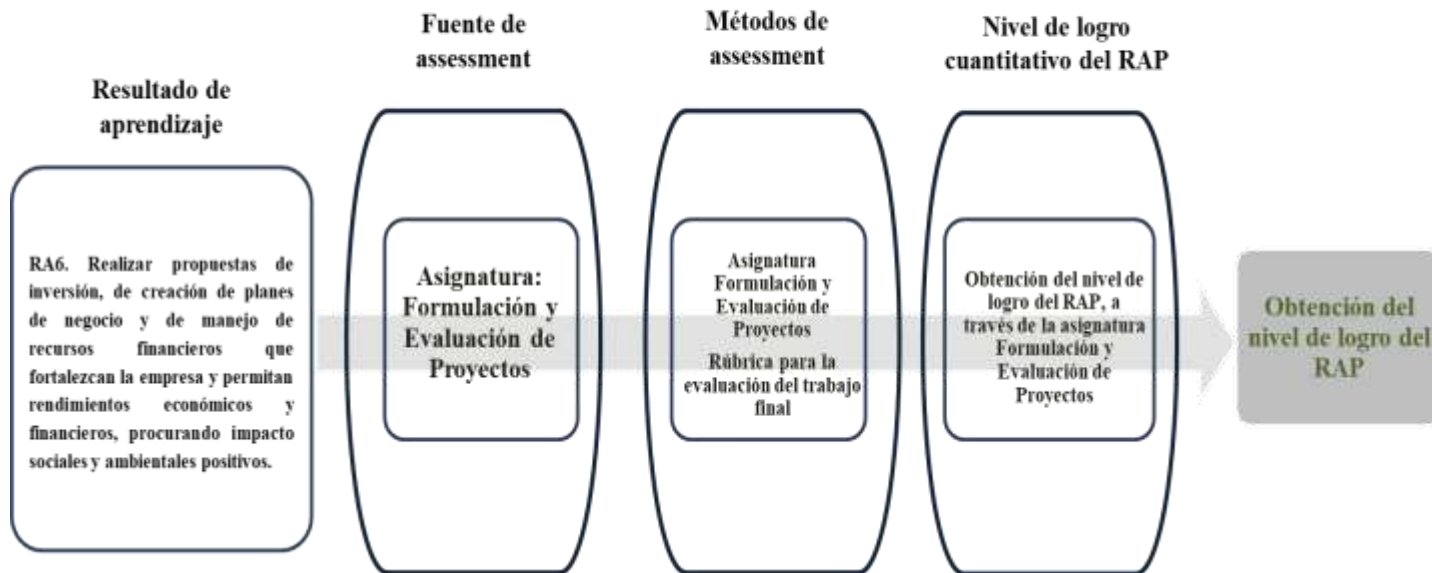 Resultado de
aprendizaje
RA6. Realizar propuestas de
inversión, de creación de planes
de negocio y de manejo de
recursos financieros que
fortalezcan la empresa y permitan
rendimientos económicos y
financieros, procurando impacto
sociales y ambientales positivos.
Fuente de
assessment
Asignatura:
Formulación y
Evaluación de
Proyectos
Métodos de
assessment
Asignatura
Formulación y
Evaluación de
Proyectos
Rúbrica para la
evaluación del trabajo
final
Nivel de logro
cuantitativo del RAP
Obtención del nivel de
logro del RAP, a
través de la asignatura
Formulación y
Evaluación de
Proyectos
Obtención del
nivel de logro del
RAP